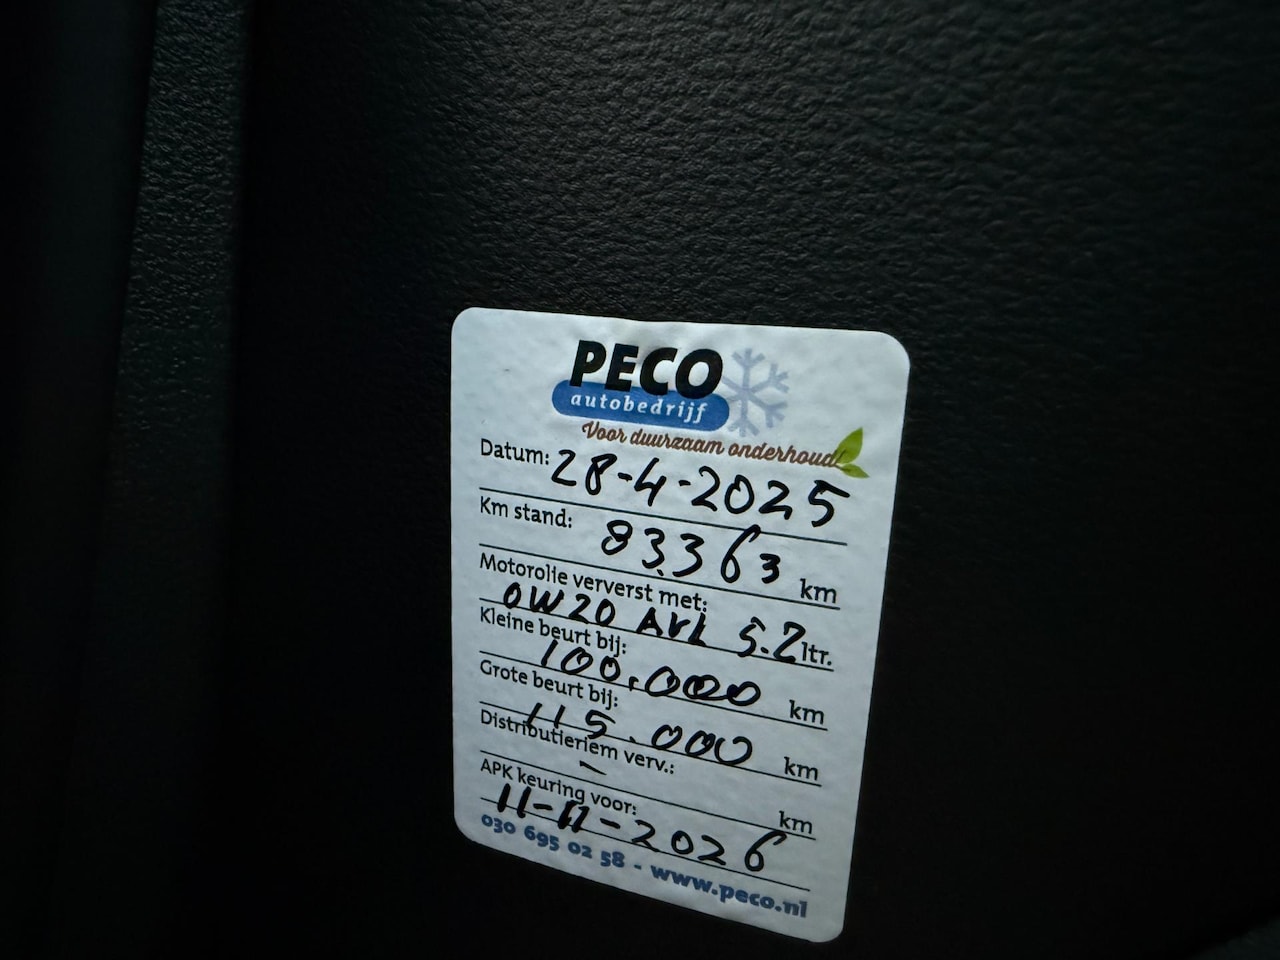 PECO
autobedrijf
Voor duurzaam onderhoud!
Datum: 28-4-2025
Km stand: 83.363 km
Motorolie ververst met:
0W20 AVL 5.2 ltr.
Kleine beurt bij:
100.000 km
Grote beurt bij:
115.000 km
Distributieriem verv.:
- km
APK keuring voor:
11-11-2026
030 695 02 58 - www.peco.nl